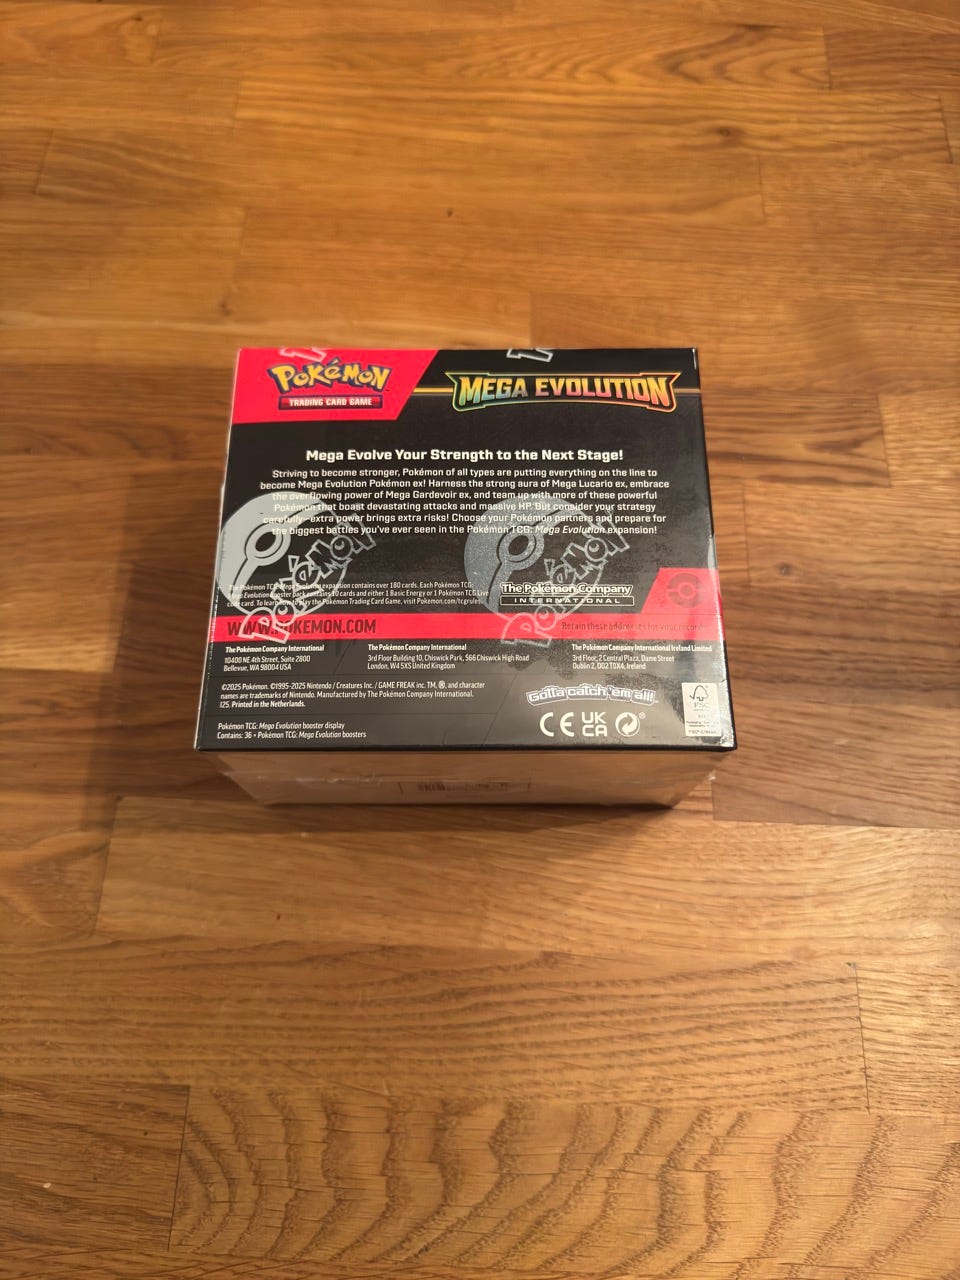 POKéMON
TRADING CARD GAME
MEGA EVOLUTION
Mega Evolve Your Strength to the Next Stage!
Striving to become stronger, Pokémon of all types are putting everything on the line to
become Mega Evolution Pokémon ex! Harness the strong aura of Mega Lucario ex, embrace
the overflowing power of Mega Gardevoir ex, and team up with more of these powerful
Pokémon that boast devastating attacks and massive HP. But consider your strategy
carefully—extra power brings extra risks! Choose your Pokémon partners and prepare for
the biggest battles you've ever seen in the Pokémon TCG: Mega Evolution expansion!
POKéMON
POKéMON
The Pokémon TCG: Mega Evolution expansion contains over 180 cards. Each Pokémon TCG:
Mega Evolution booster pack contains 10 cards and either 1 Basic Energy or 1 Pokémon TCG Live
code card. To learn how to play the Pokémon Trading Card Game, visit Pokemon.com/tcgrules.
The Pokémon Company
INTERNATIONAL
WWW.POKEMON.COM
Retain these addresses for your records.
The Pokémon Company International
10400 NE 4th Street, Suite 2800
Bellevue, WA 98004 USA
The Pokémon Company International
3rd Floor Building 10, Chiswick Park, 566 Chiswick High Road
London, W4 5XS United Kingdom
The Pokémon Company International Ireland Limited
3rd Floor, 2 Central Plaza, Dame Street
Dublin 2, D02 T0X4, Ireland
©2025 Pokémon. ©1995-2025 Nintendo / Creatures Inc. / GAME FREAK inc. TM, ®, and character
names are trademarks of Nintendo. Manufactured by The Pokémon Company International.
I25. Printed in the Netherlands.
Gotta catch 'em all!
CE UK CA
FSC
Pokémon TCG: Mega Evolution booster display
Contains: 36 × Pokémon TCG: Mega Evolution boosters